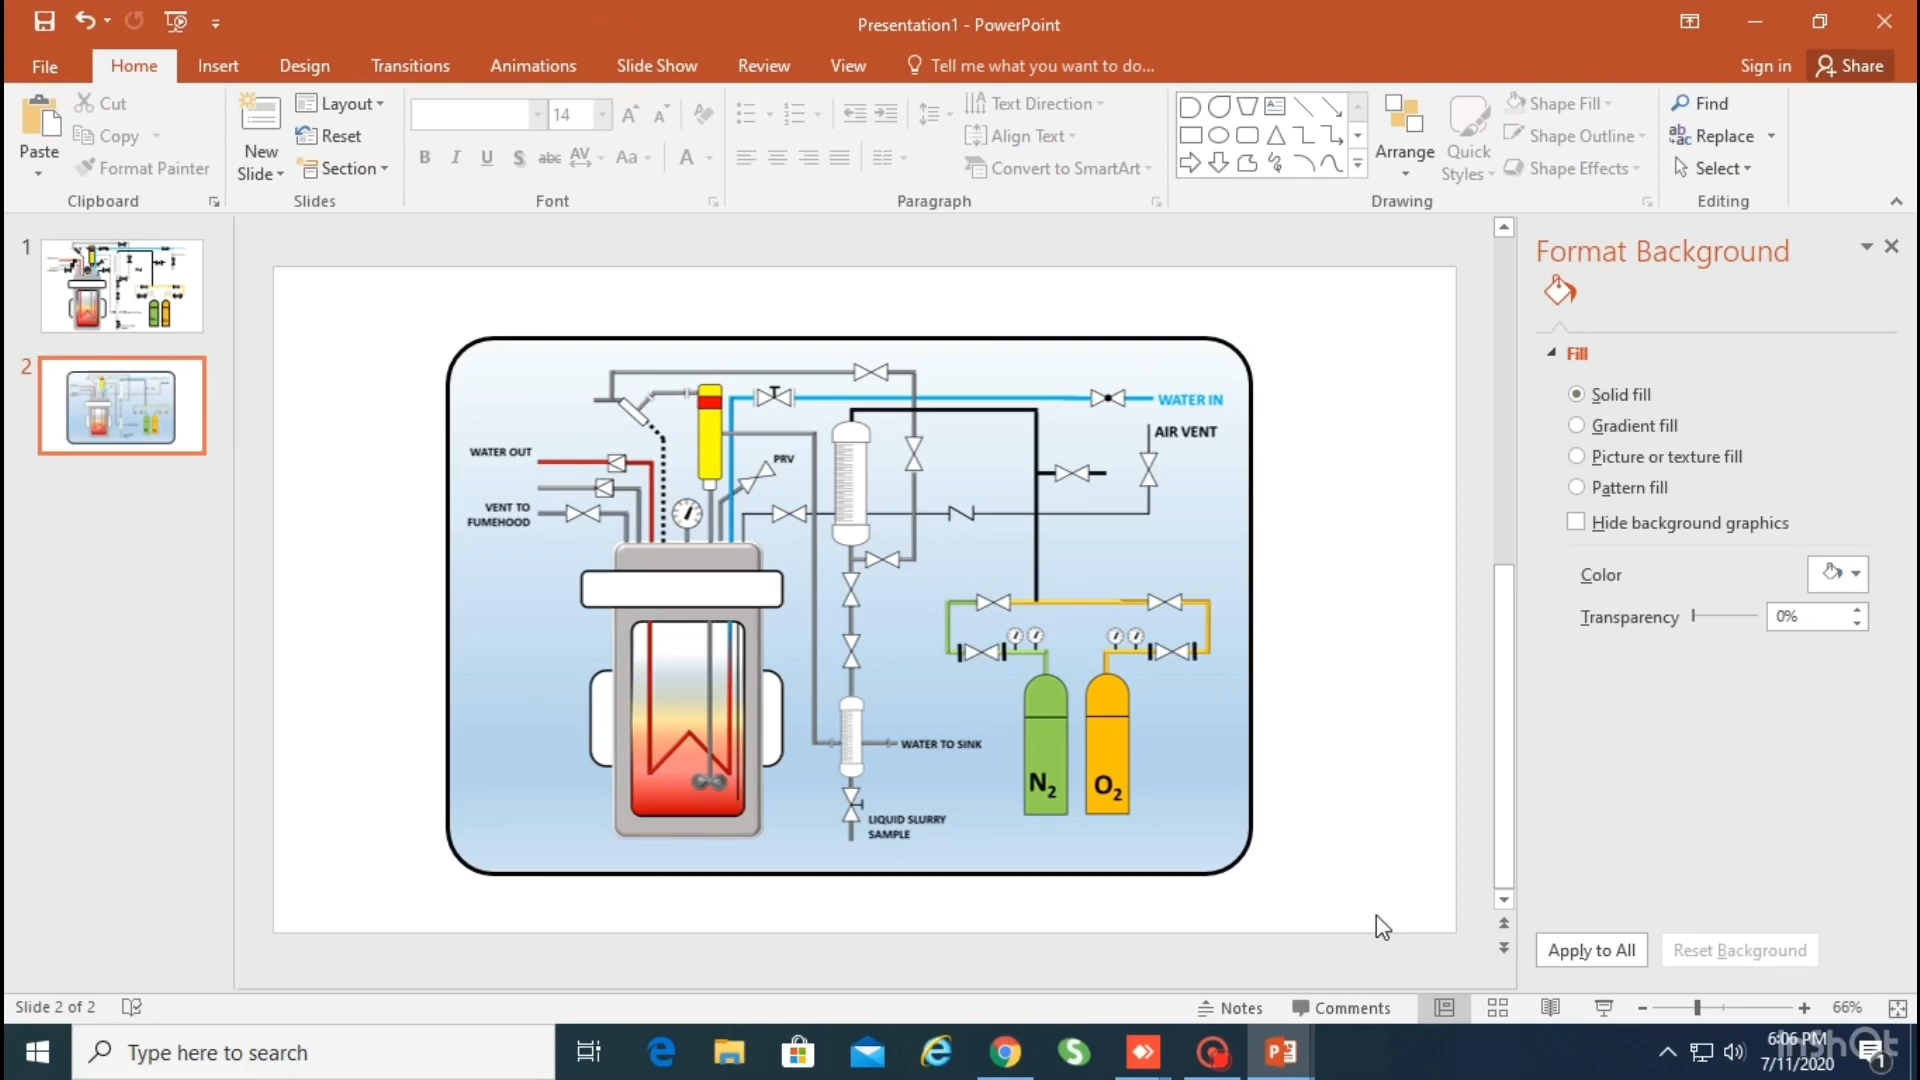 Presentation1 - PowerPoint
File Home Insert Design Transitions Animations Slide Show Review View Tell me what you want to do... Sign in Share
Paste
Cut
Copy
Format Painter
Clipboard
New Slide
Layout
Reset
Section
Slides
14
B I U S abc AV Aa A
Font
Text Direction
Align Text
Convert to SmartArt
Paragraph
Arrange
Quick Styles
Shape Fill
Shape Outline
Shape Effects
Drawing
Find
Replace
Select
Editing
1
2
WATER IN
AIR VENT
WATER OUT
PRV
VENT TO
FUMEHOOD
WATER TO SINK
N2
O2
LIQUID SLURRY
SAMPLE
Format Background
Fill
Solid fill
Gradient fill
Picture or texture fill
Pattern fill
Hide background graphics
Color
Transparency 0%
Apply to All Reset Background
Slide 2 of 2 Notes Comments 66%
Type here to search
6:06 PM
7/11/2020
InShOt
1